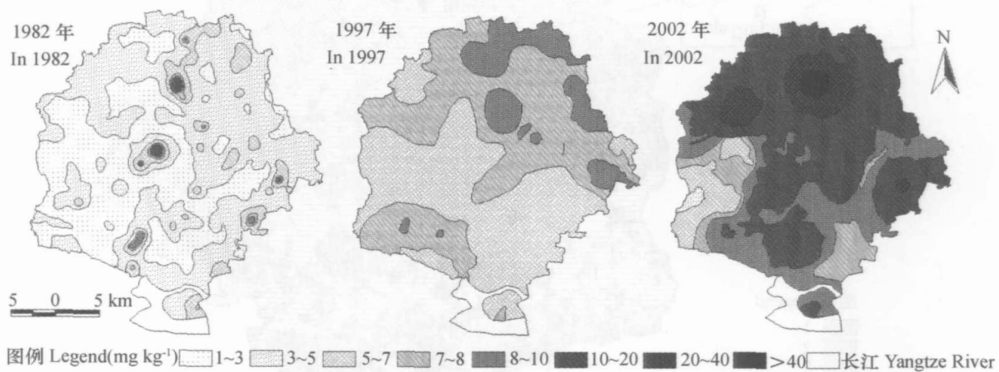 1982 年
In 1982
1997 年
In 1997
2002 年
In 2002
N
5 0 5 km
图例 Legend(mg kg⁻¹) 1~3 3~5 5~7 7~8 8~10 10~20 20~40 >40 长江 Yangtze River